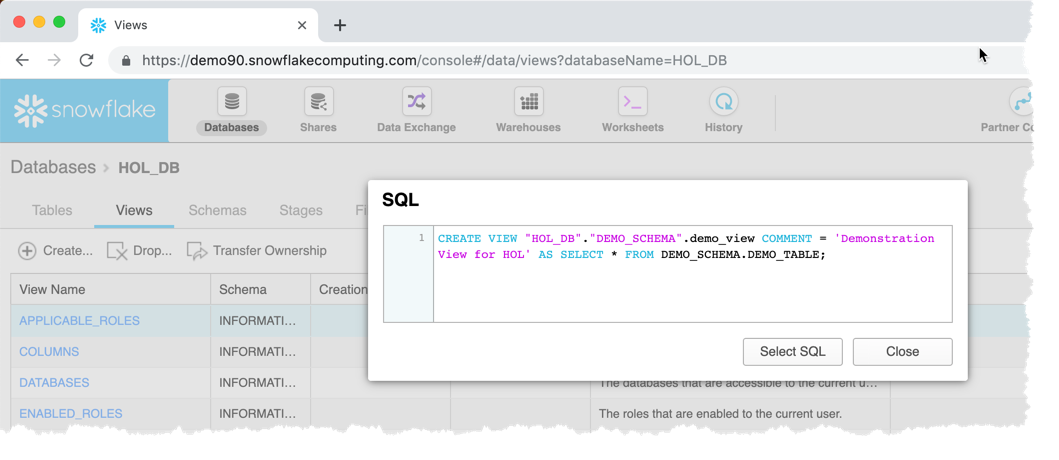 Views
https://demo90.snowflakecomputing.com/console#/data/views?databaseName=HOL_DB
snowflake
Databases Shares Data Exchange Warehouses Worksheets History Partner Co
Databases > HOL_DB
Tables Views Schemas Stages Fi
Create... Drop... Transfer Ownership
View Name Schema Creation
APPLICABLE_ROLES INFORMATI...
COLUMNS INFORMATI...
DATABASES INFORMATI... The databases that are accessible to the current u...
ENABLED_ROLES INFORMATI... The roles that are enabled to the current user.
SQL
1 CREATE VIEW "HOL_DB"."DEMO_SCHEMA".demo_view COMMENT = 'Demonstration
View for HOL' AS SELECT * FROM DEMO_SCHEMA.DEMO_TABLE;
Select SQL Close